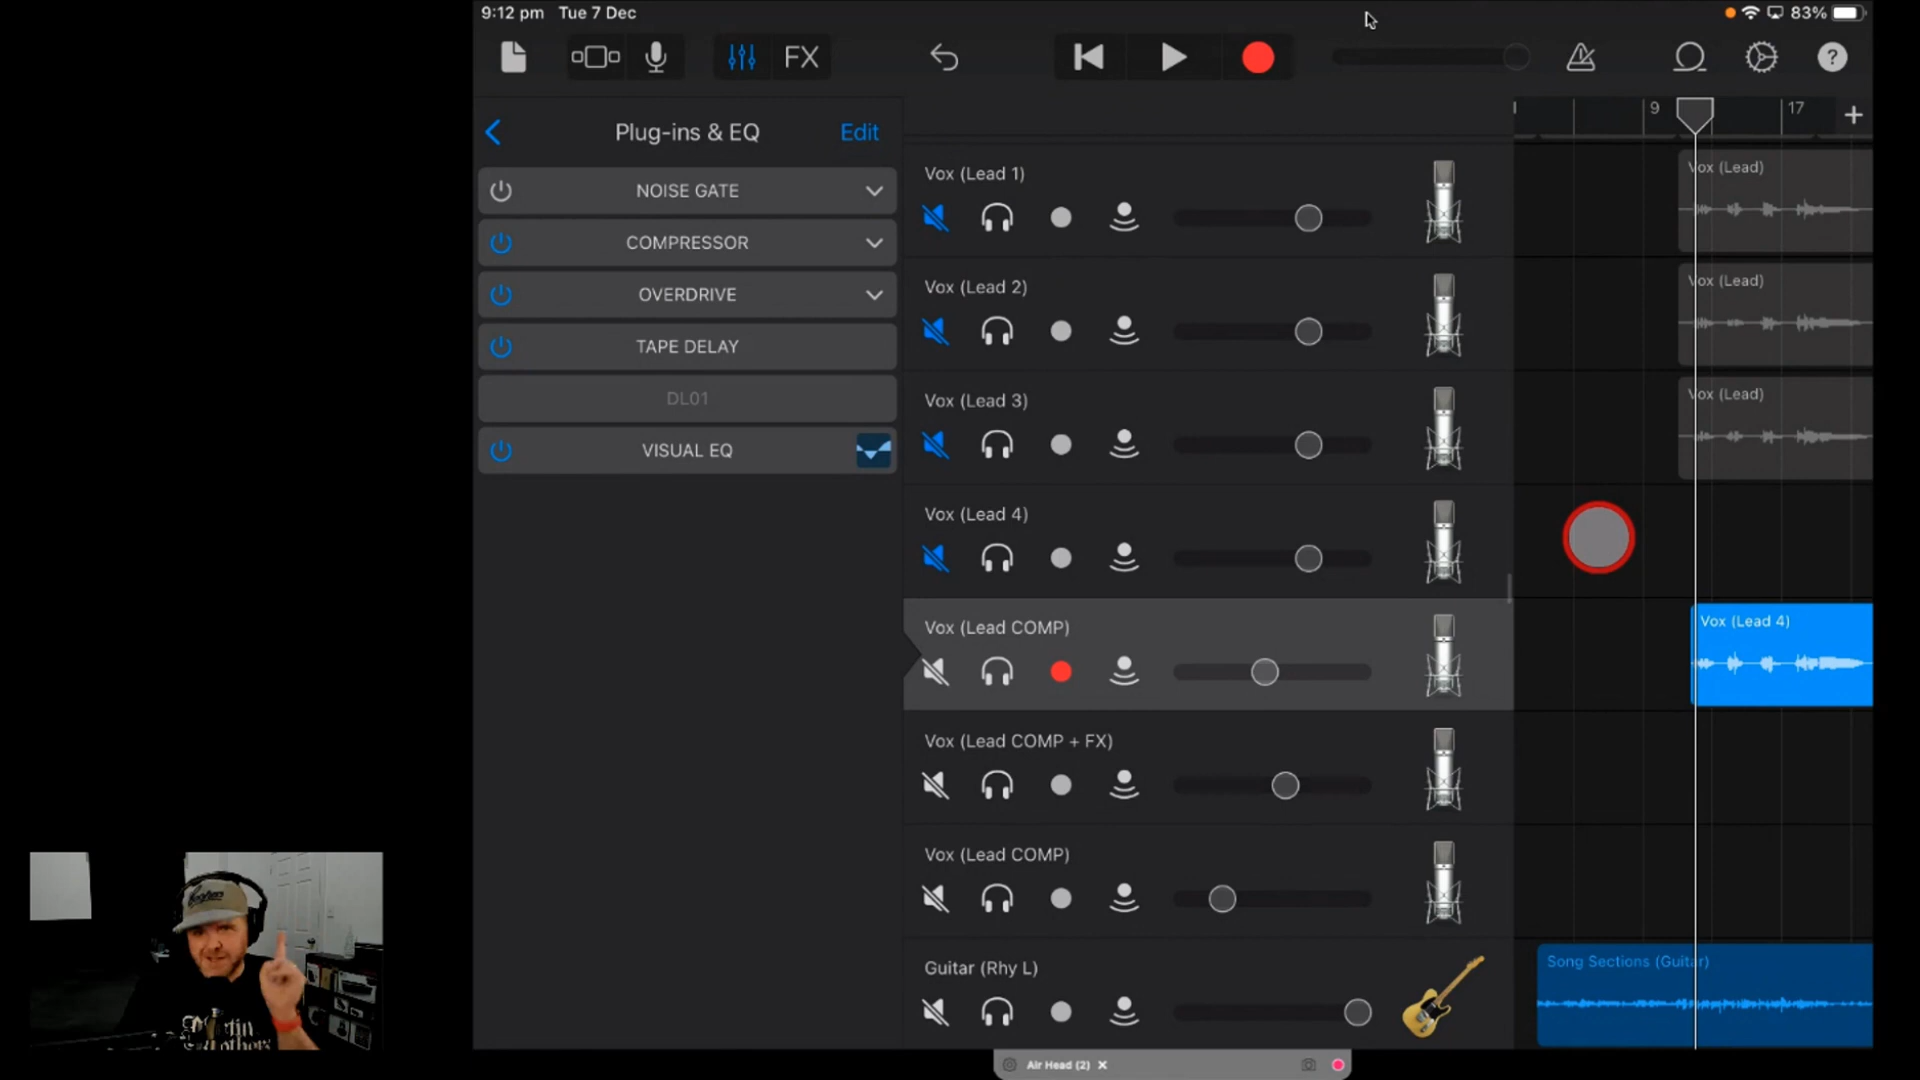 9:12 pm Tue 7 Dec
83%
FX
?
Plug-ins & EQ
Edit
NOISE GATE
COMPRESSOR
OVERDRIVE
TAPE DELAY
DL01
VISUAL EQ
9
17
+
Vox (Lead 1)
Vox (Lead)
Vox (Lead 2)
Vox (Lead)
Vox (Lead 3)
Vox (Lead)
Vox (Lead 4)
Vox (Lead COMP)
Vox (Lead 4)
Vox (Lead COMP + FX)
Vox (Lead COMP)
Guitar (Rhy L)
Song Sections (Guitar)
Air Head (2)